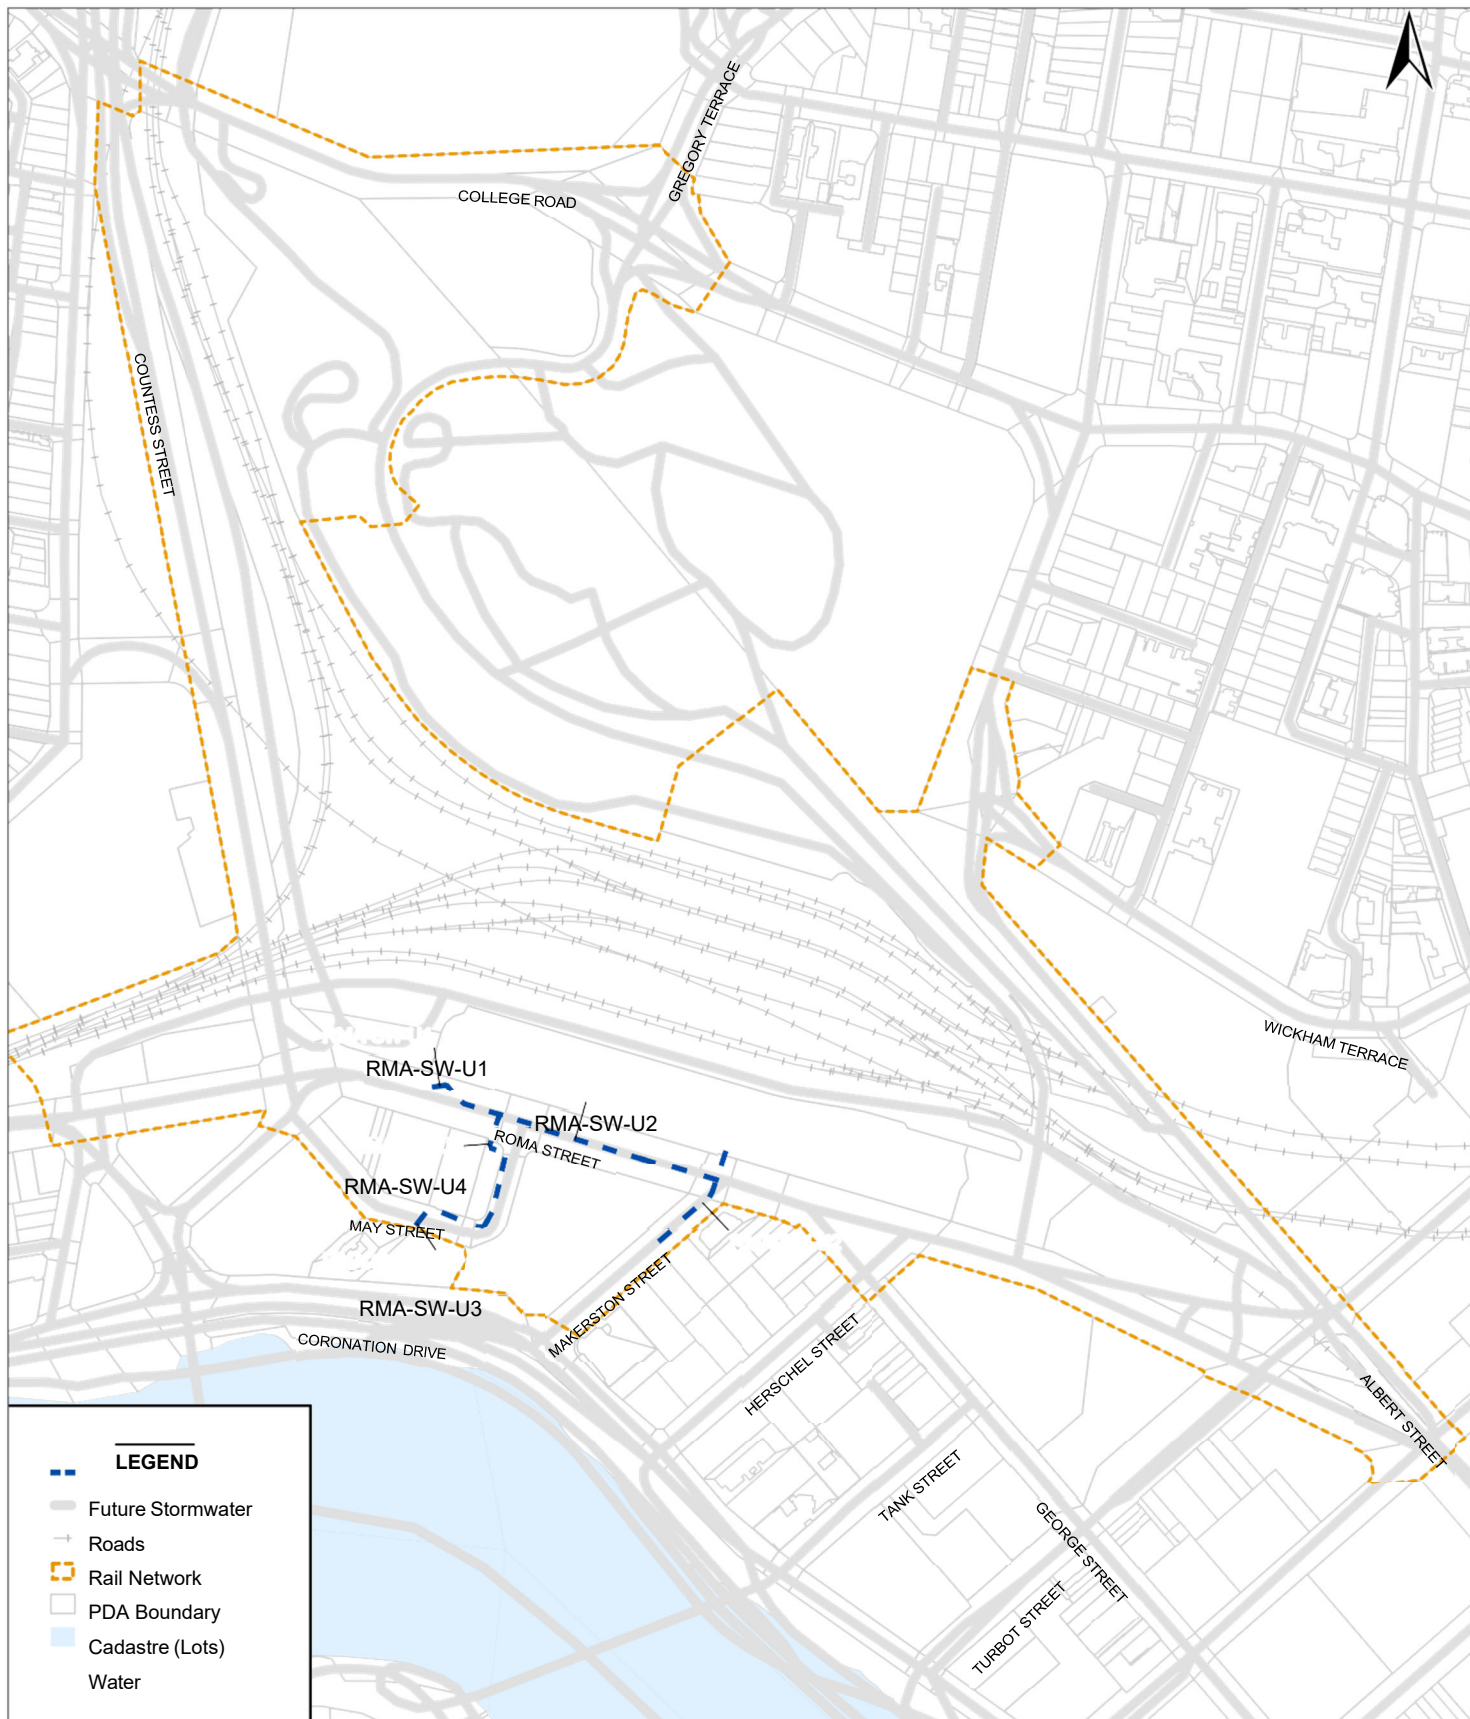 GREGORY TERRACE
COLLEGE ROAD
COUNTESS STREET
WICKHAM TERRACE
RMA-SW-U1
RMA-SW-U2
ROMA STREET
RMA-SW-U4
MAY STREET
RMA-SW-U3
MAKERSTON STREET
CORONATION DRIVE
HERSCHEL STREET
ALBERT STREET
TANK STREET
GEORGE STREET
TURBOT STREET
LEGEND
Future Stormwater
Roads
Rail Network
PDA Boundary
Cadastre (Lots)
Water